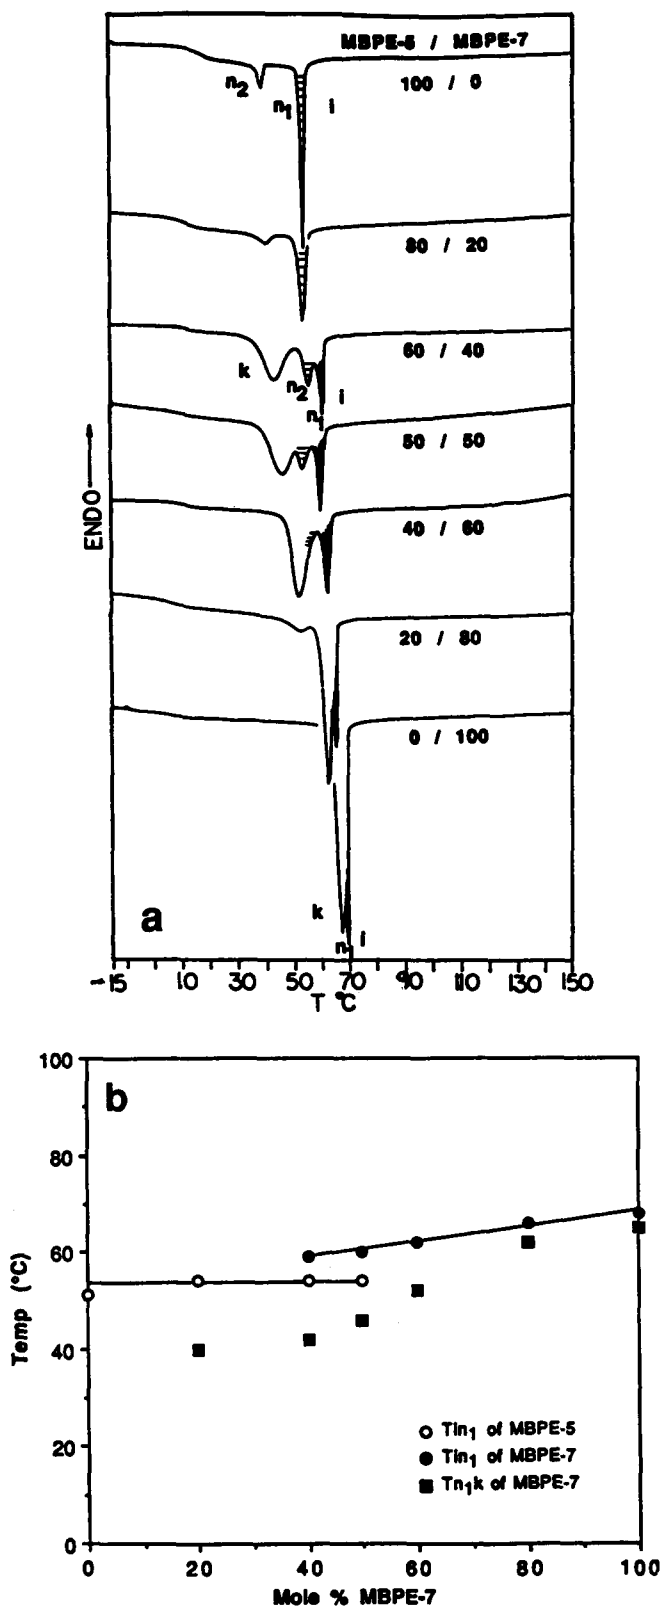 MBPE-5 / MBPE-7
100 / 0
n2
n1
i
80 / 20
60 / 40
k
n2
i
n1
50 / 50
ENDO
40 / 60
20 / 80
0 / 100
a
k
n
i
-15 10 30 50 70 90 110 130 150
T °C
b
100
80
60
40
20
0
Temp (°C)
Tin1 of MBPE-5
Tin1 of MBPE-7
Tn1k of MBPE-7
0 20 40 60 80 100
Mole % MBPE-7